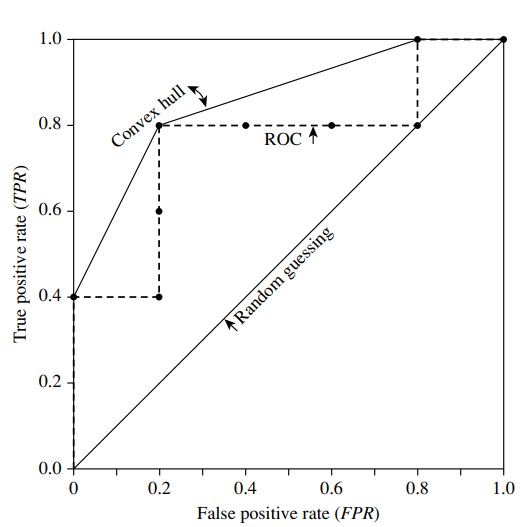 1.0
0.8
0.6
0.4
0.2
0.0
True positive rate (TPR)
Convex hull
ROC
Random guessing
0
0.2
0.4
0.6
0.8
1.0
False positive rate (FPR)